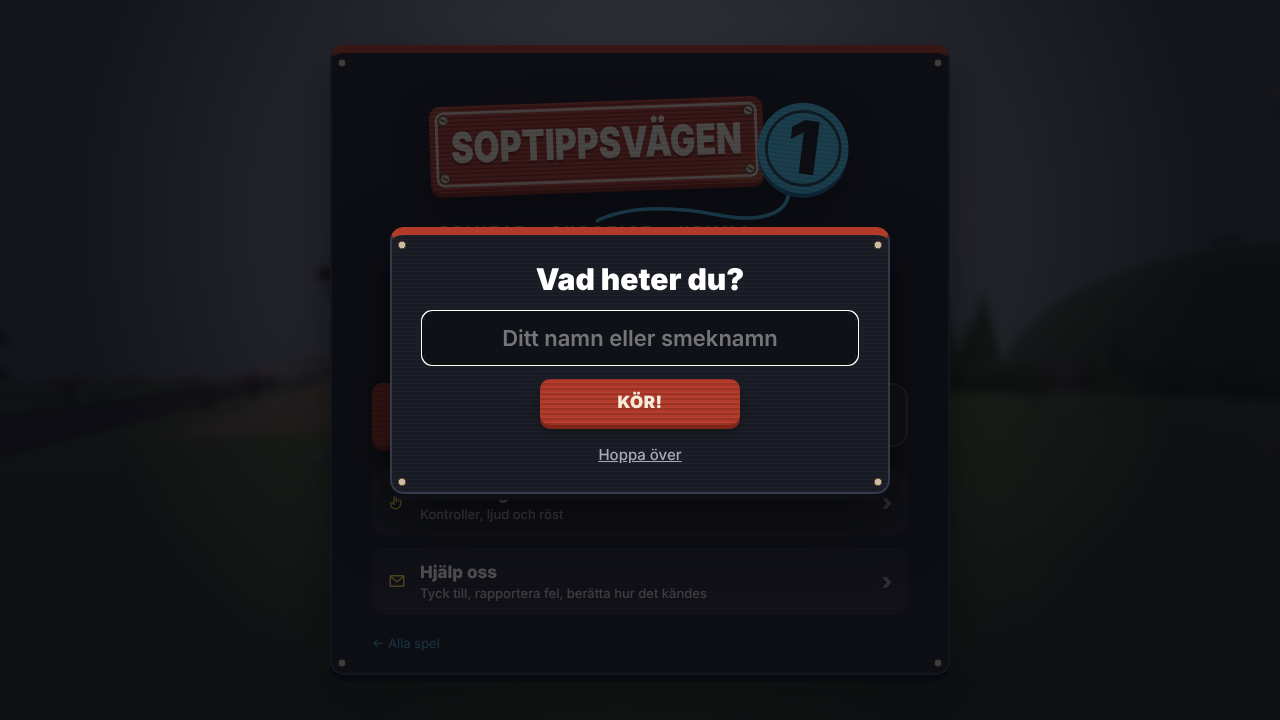 SOPTIPPSVÄGEN
1
Vad heter du?
Ditt namn eller smeknamn
KÖR!
Hoppa över
Kontroller, ljud och röst
Hjälp oss
Tyck till, rapportera fel, berätta hur det kändes
← Alla spel